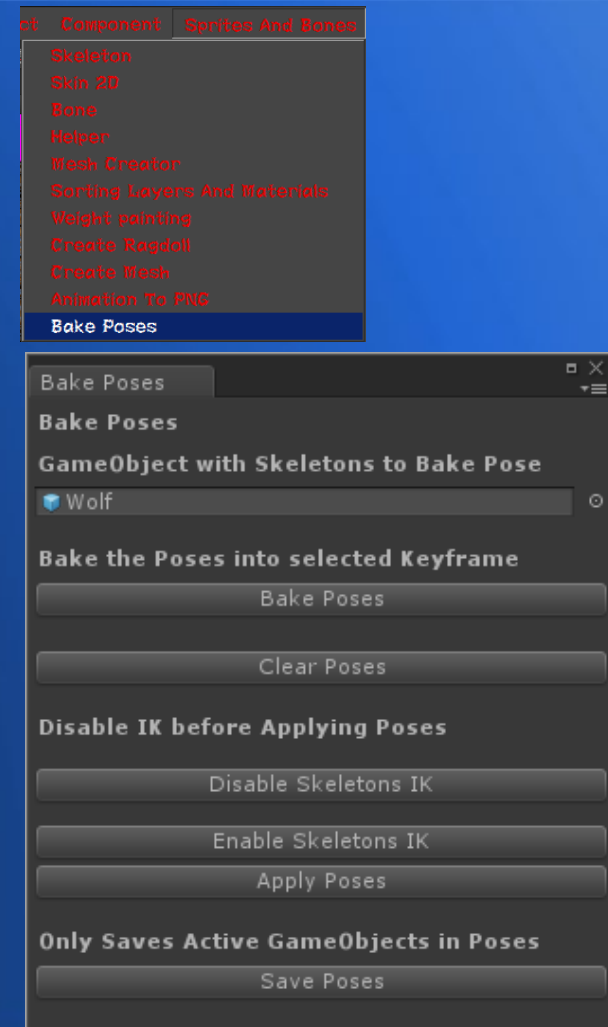 ct Component Sprites And Bones
Skeleton
Skin 2D
Bone
Helper
Mesh Creator
Sorting Layers And Materials
Weight painting
Create Ragdoll
Create Mesh
Animation To PNG
Bake Poses
Bake Poses
Bake Poses
GameObject with Skeletons to Bake Pose
Wolf
Bake the Poses into selected Keyframe
Bake Poses
Clear Poses
Disable IK before Applying Poses
Disable Skeletons IK
Enable Skeletons IK
Apply Poses
Only Saves Active GameObjects in Poses
Save Poses